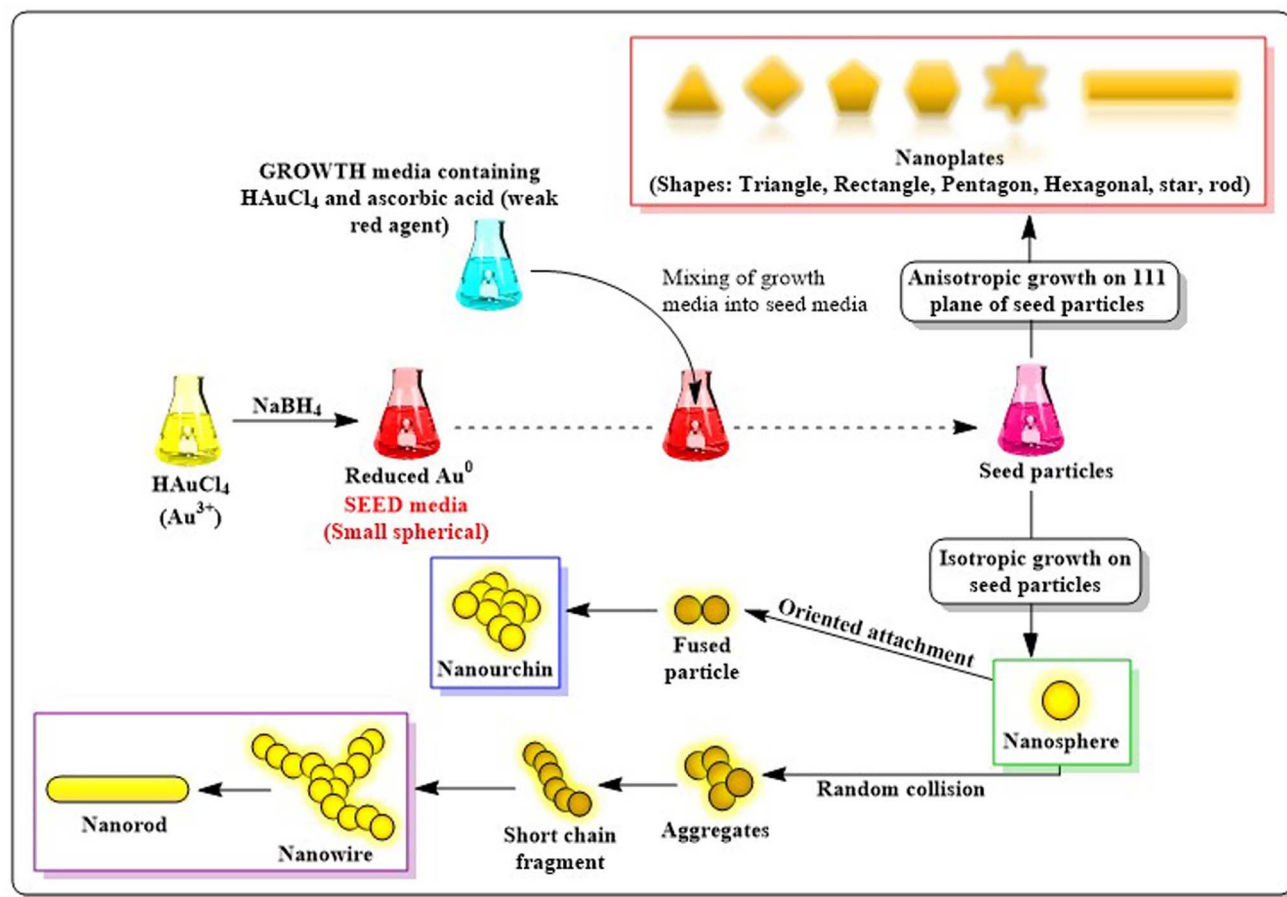 Nanoplates
(Shapes: Triangle, Rectangle, Pentagon, Hexagonal, star, rod)
GROWTH media containing
HAuCl₄ and ascorbic acid (weak
red agent)
Mixing of growth
media into seed media
Anisotropic growth on 111
plane of seed particles
NaBH₄
HAuCl₄
(Au³⁺)
Reduced Au⁰
SEED media
(Small spherical)
Seed particles
Isotropic growth on
seed particles
Oriented attachment
Fused
particle
Nanourchin
Nanosphere
Random collision
Aggregates
Short chain
fragment
Nanowire
Nanorod